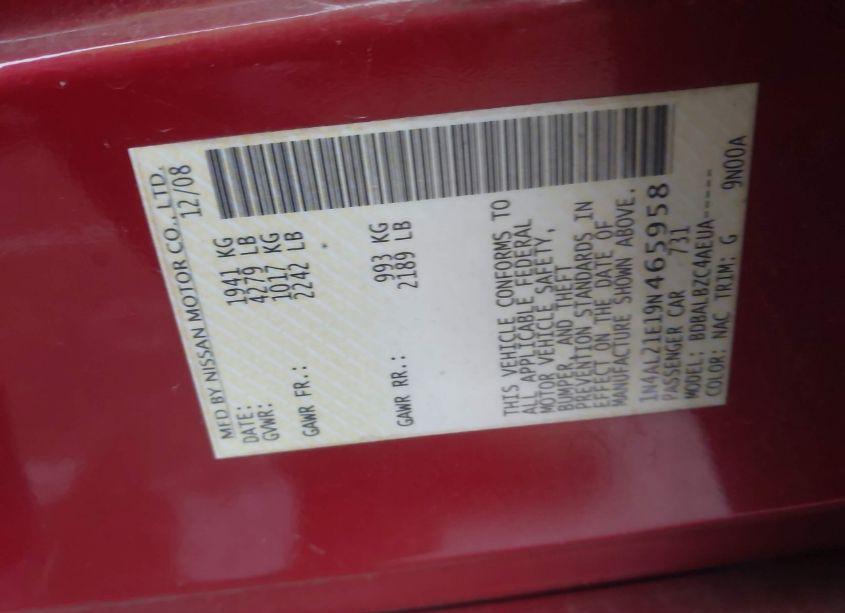 MFD BY NISSAN MOTOR CO., LTD.
DATE: 12/08
GVWR: 1941 KG
4279 LB
GAWR FR.: 1017 KG
2242 LB
GAWR RR.: 993 KG
2189 LB
THIS VEHICLE CONFORMS TO
ALL APPLICABLE FEDERAL
MOTOR VEHICLE SAFETY,
BUMPER, AND THEFT
PREVENTION STANDARDS IN
EFFECT ON THE DATE OF
MANUFACTURE SHOWN ABOVE.
1N4AL21E19N465958
PASSENGER CAR 731
MODEL: BDBALBZC4AEUA-----
COLOR: NAC TRIM: G 9N00A